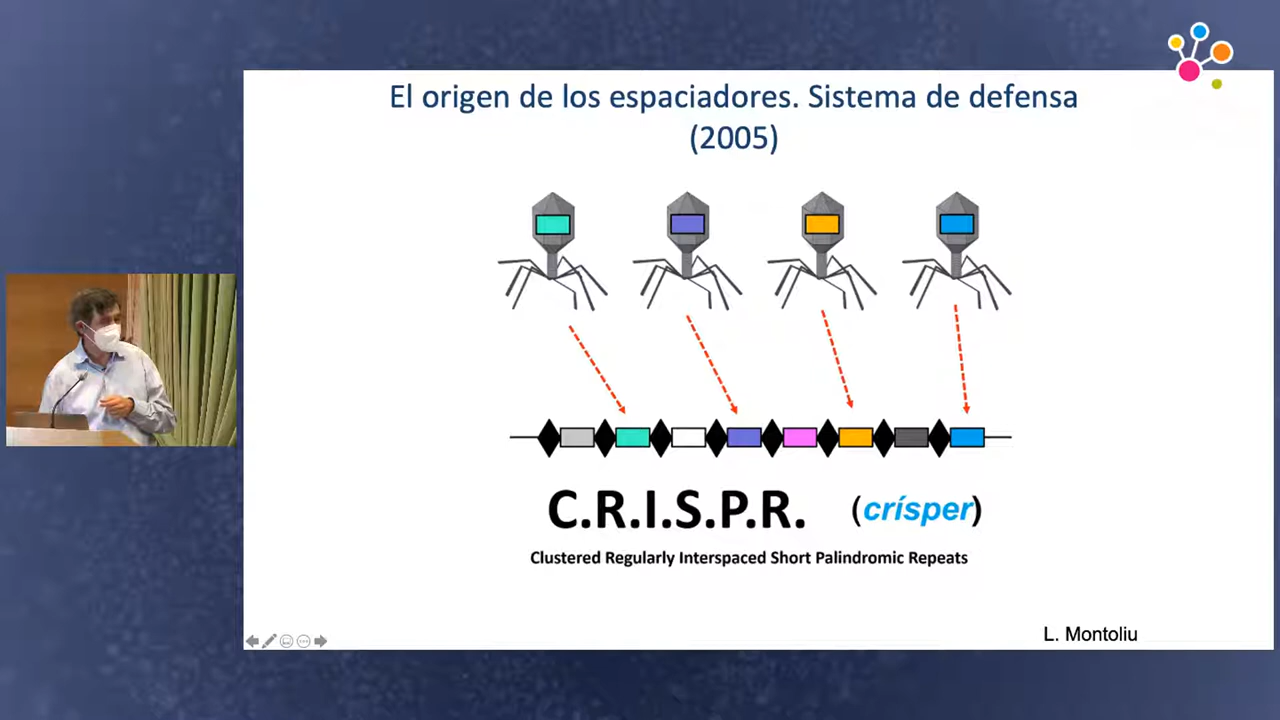 El origen de los espaciadores. Sistema de defensa
(2005)
C.R.I.S.P.R. (crísper)
Clustered Regularly Interspaced Short Palindromic Repeats
L. Montoliu